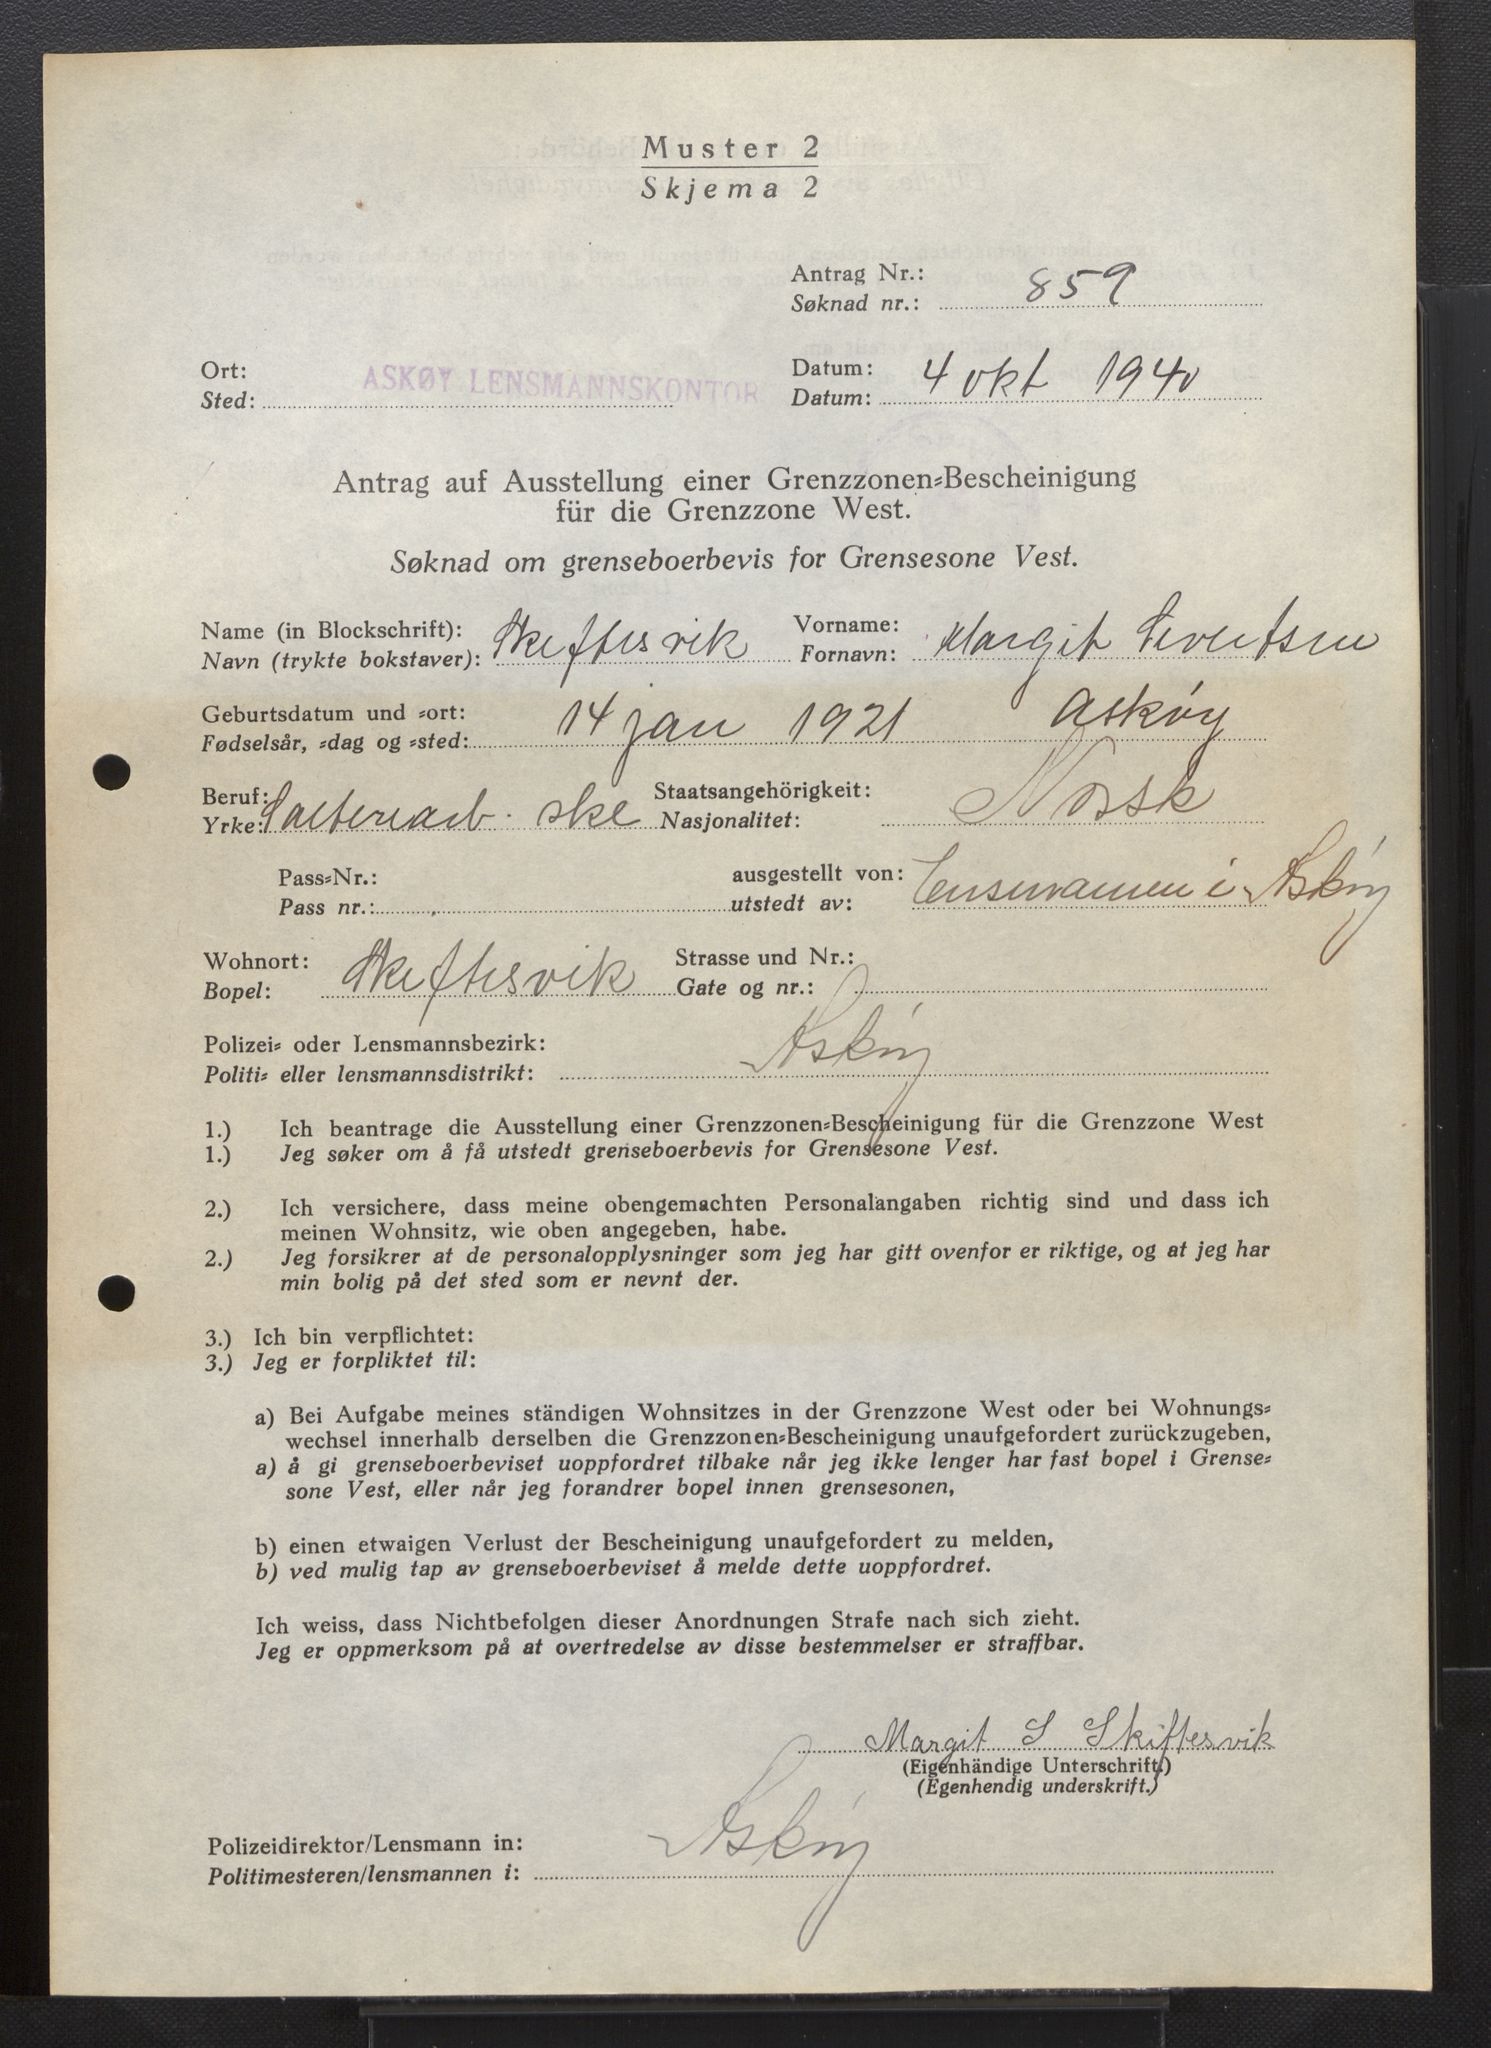 Muster 2
Skjema 2
Antrag Nr.:
Søknad nr.: 859
Ort:
Sted: ASKØY LENSMANNSKONTOR
Datum:
Datum: 4 okt 1940
Antrag auf Ausstellung einer Grenzzonen-Bescheinigung
für die Grenzzone West.
Søknad om grenseboerbevis for Grensesone Vest.
Name (in Blockschrift):
Navn (trykte bokstaver): Skiftesvik
Vorname:
Fornavn: Margit Sivertsen
Geburtsdatum und -ort:
Fødselsår, -dag og -sted: 14 jan 1921 Askøy
Beruf:
Yrke: ske
Staatsangehörigkeit:
Nasjonalitet: Norsk
Pass-Nr.:
Pass nr.:
ausgestellt von:
utstedt av: Lensmannen i Askøy
Wohnort:
Bopel: Skiftesvik
Strasse und Nr.:
Gate og nr.:
Polizei- oder Lensmannsbezirk:
Politi- eller lensmannsdistrikt: Askøy
1.) Ich beantrage die Ausstellung einer Grenzzonen-Bescheinigung für die Grenzzone West
1.) Jeg søker om å få utstedt grenseboerbevis for Grensesone Vest.
2.) Ich versichere, dass meine obengemachten Personalangaben richtig sind und dass ich
meinen Wohnsitz, wie oben angegeben, habe.
2.) Jeg forsikrer at de personalopplysninger som jeg har gitt ovenfor er riktige, og at jeg har
min bolig på det sted som er nevnt der.
3.) Ich bin verpflichtet:
3.) Jeg er forpliktet til:
a) Bei Aufgabe meines ständigen Wohnsitzes in der Grenzzone West oder bei Wohnungs-
wechsel innerhalb derselben die Grenzzonen-Bescheinigung unaufgefordert zurückzugeben,
a) å gi grenseboerbeviset uoppfordret tilbake når jeg ikke lenger har fast bopel i Grense-
sone Vest, eller når jeg forandrer bopel innen grensesonen,
b) einen etwaigen Verlust der Bescheinigung unaufgefordert zu melden,
b) ved mulig tap av grenseboerbeviset å melde dette uoppfordret.
Ich weiss, dass Nichtbefolgen dieser Anordnungen Strafe nach sich zieht.
Jeg er oppmerksom på at overtredelse av disse bestemmelser er straffbar.
Margit S Skiftesvik
(Eigenhändige Unterschrift.)
(Egenhendig underskrift.)
Polizeidirektor/Lensmann in:
Politimesteren/lensmannen i: Askøy